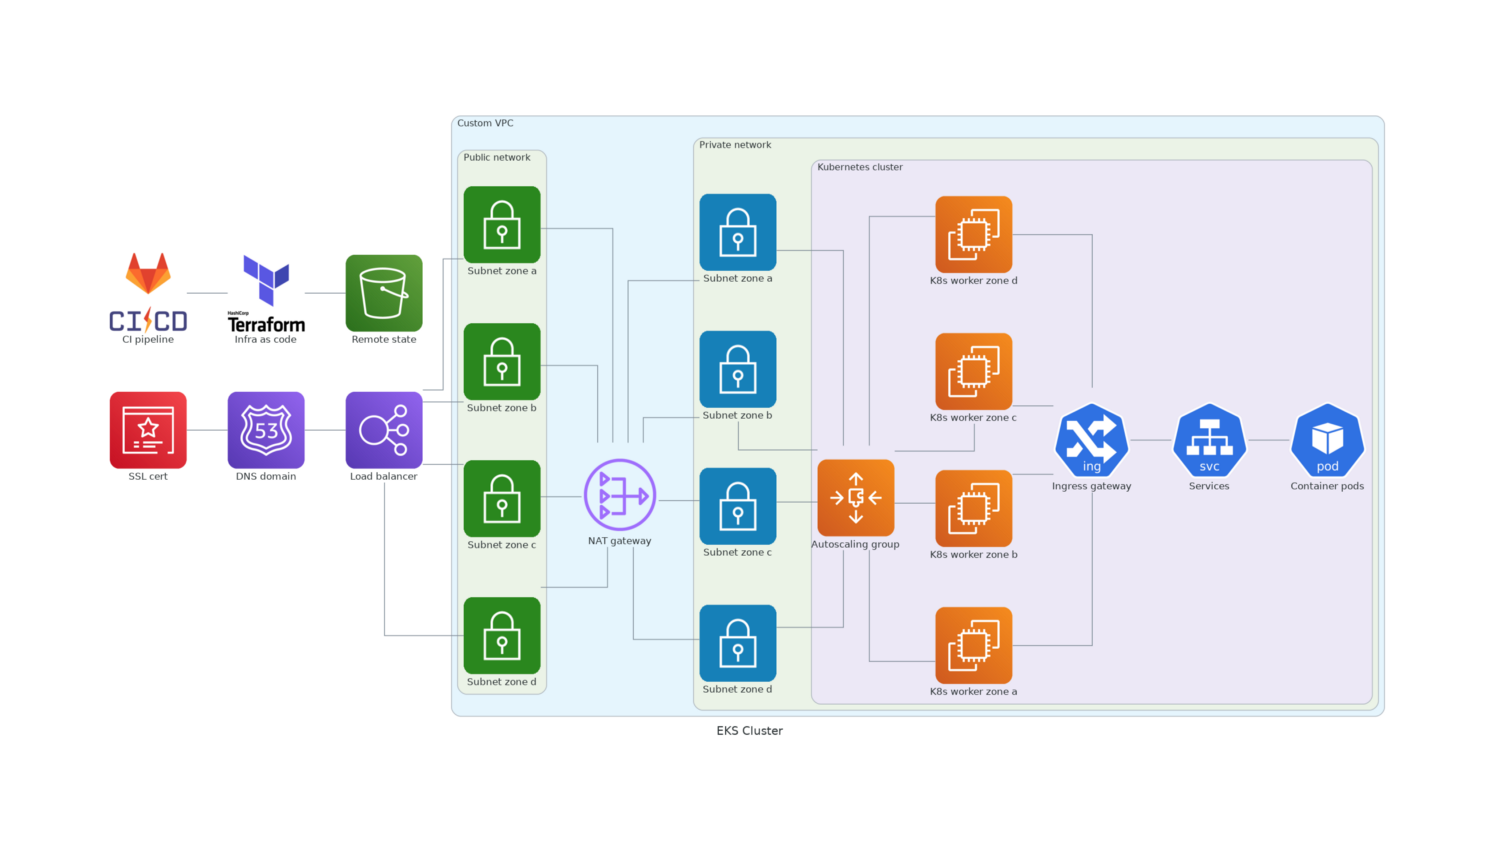 Custom VPC
Public network
Private network
Kubernetes cluster
Subnet zone a
Subnet zone a
K8s worker zone d
CI CD
CI pipeline
HashiCorp
Terraform
Infra as code
Remote state
Subnet zone b
Subnet zone b
K8s worker zone c
53
SSL cert
DNS domain
Load balancer
ing
Ingress gateway
svc
Services
pod
Container pods
Subnet zone c
NAT gateway
Subnet zone c
Autoscaling group
K8s worker zone b
Subnet zone d
Subnet zone d
K8s worker zone a
EKS Cluster